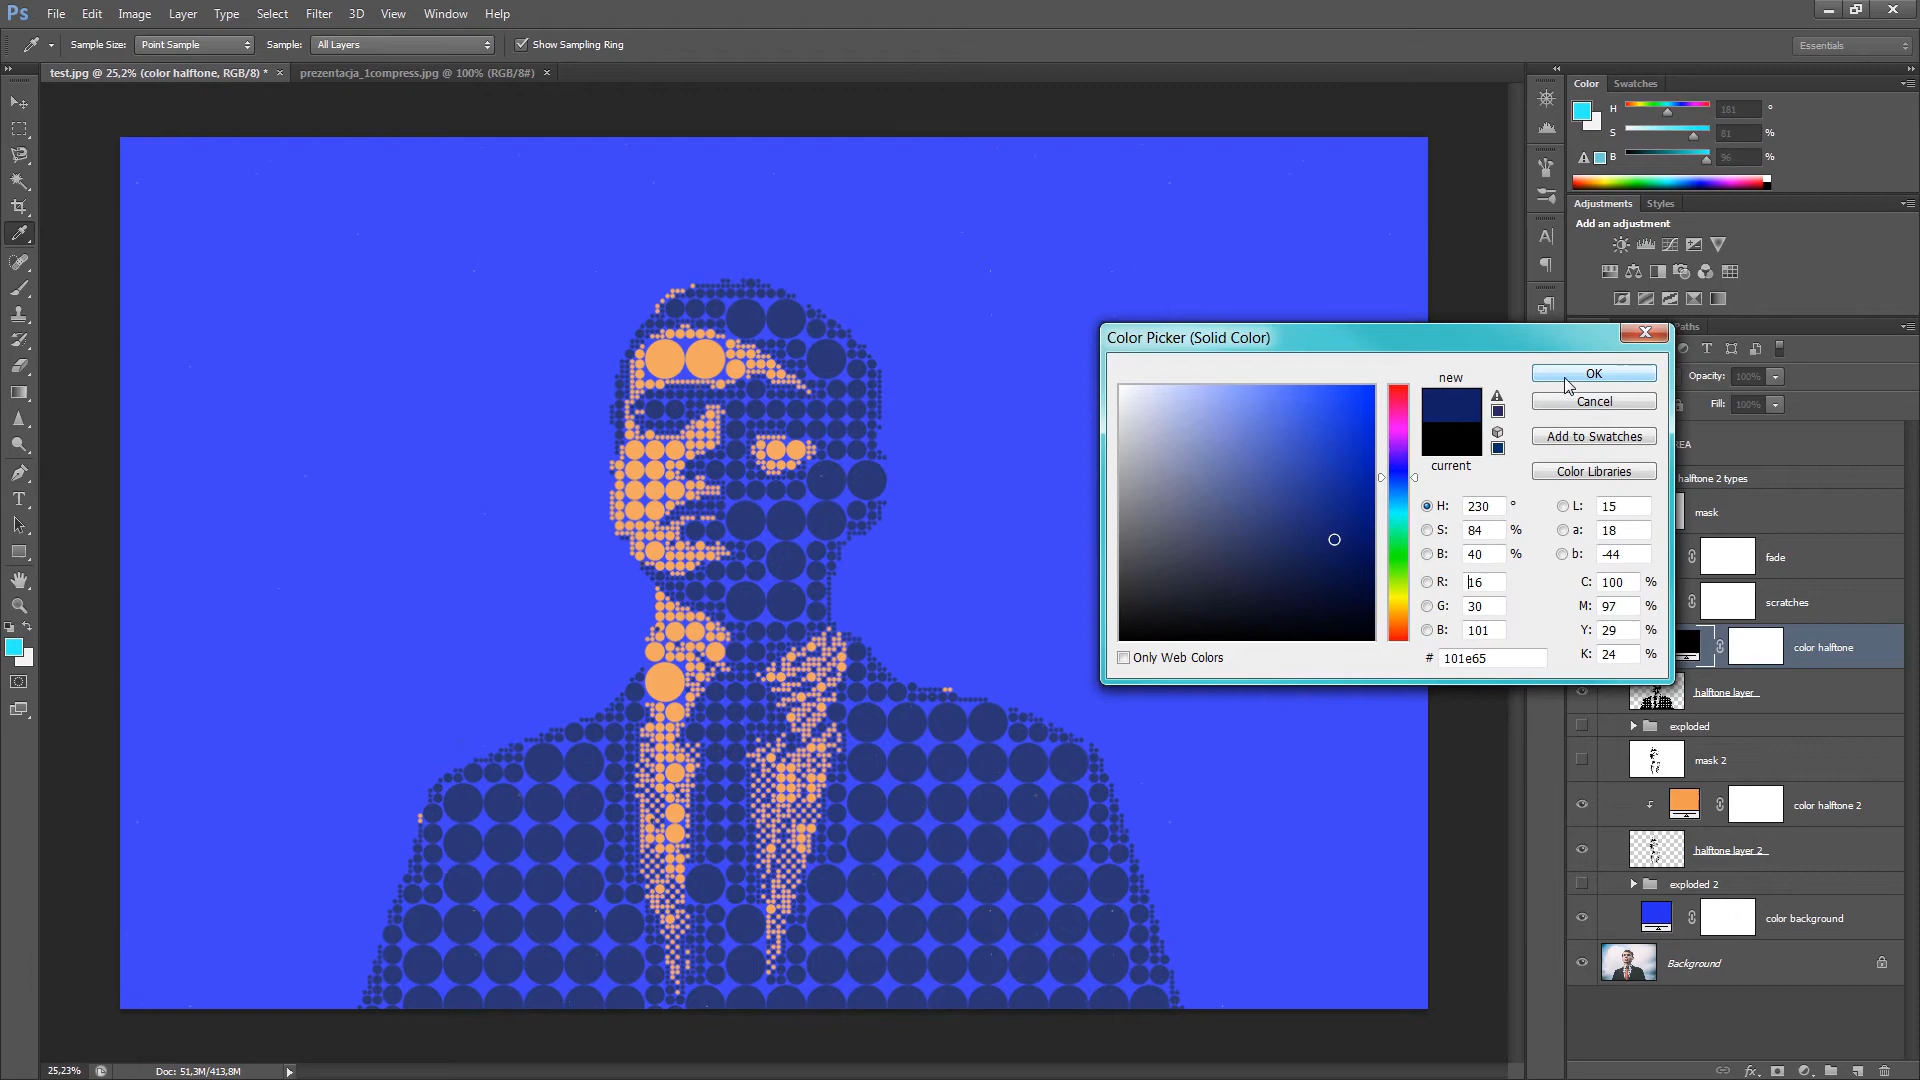 Ps File Edit Image Layer Type Select Filter 3D View Window Help
Sample Size: Point Sample Sample: All Layers Show Sampling Ring Essentials
test.jpg @ 25,2% (color halftone, RGB/8) * × prezentacja_1compress.jpg @ 100% (RGB/8#) ×
Color Swatches
H 181 °
S 81 %
B 96 %
Adjustments Styles
Add an adjustment
Paths
Opacity: 100%
Fill: 100%
halftone 2 types
mask
fade
scratches
color halftone
halftone layer
exploded
mask 2
color halftone 2
halftone layer 2
exploded 2
color background
Background
Color Picker (Solid Color)
new
current
OK
Cancel
Add to Swatches
Color Libraries
H: 230 ° L: 15
S: 84 % a: 18
B: 40 % b: -44
R: 16 C: 100 %
G: 30 M: 97 %
B: 101 Y: 29 %
# 101e65 K: 24 %
Only Web Colors
25,23% Doc: 51,3M/413,8M